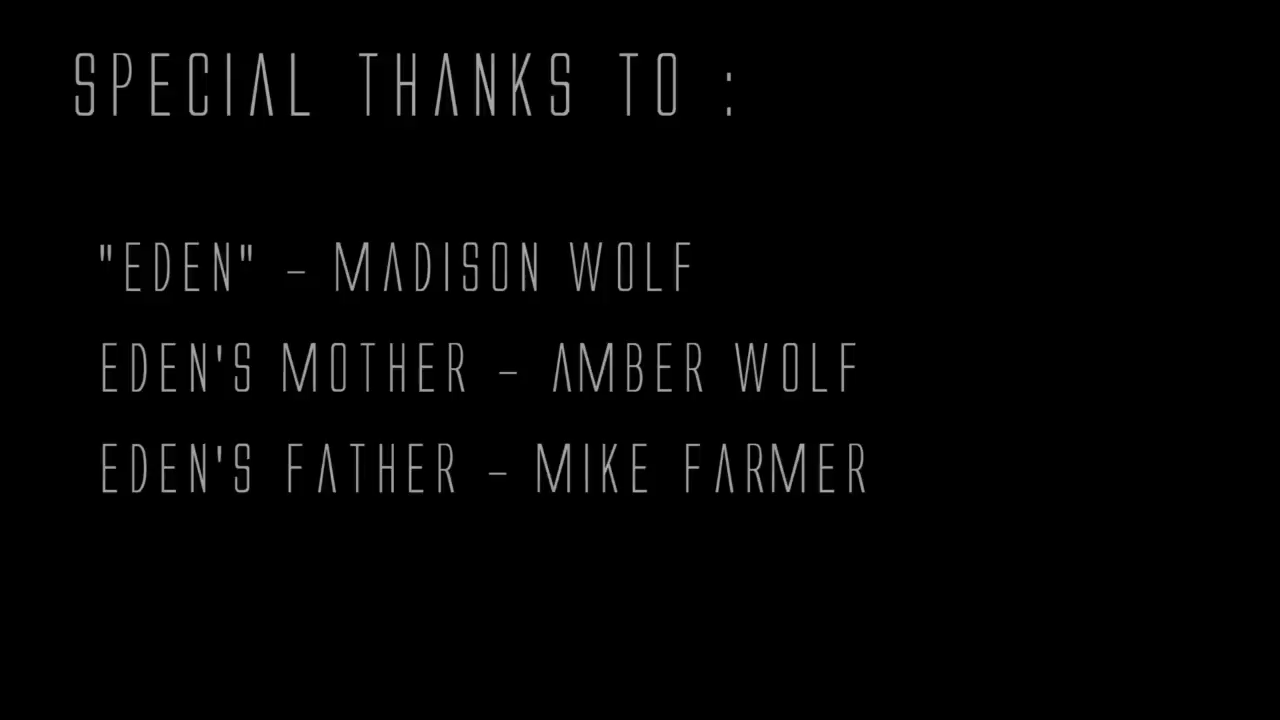 SPECIAL THANKS TO :
"EDEN" - MADISON WOLF
EDEN'S MOTHER - AMBER WOLF
EDEN'S FATHER - MIKE FARMER